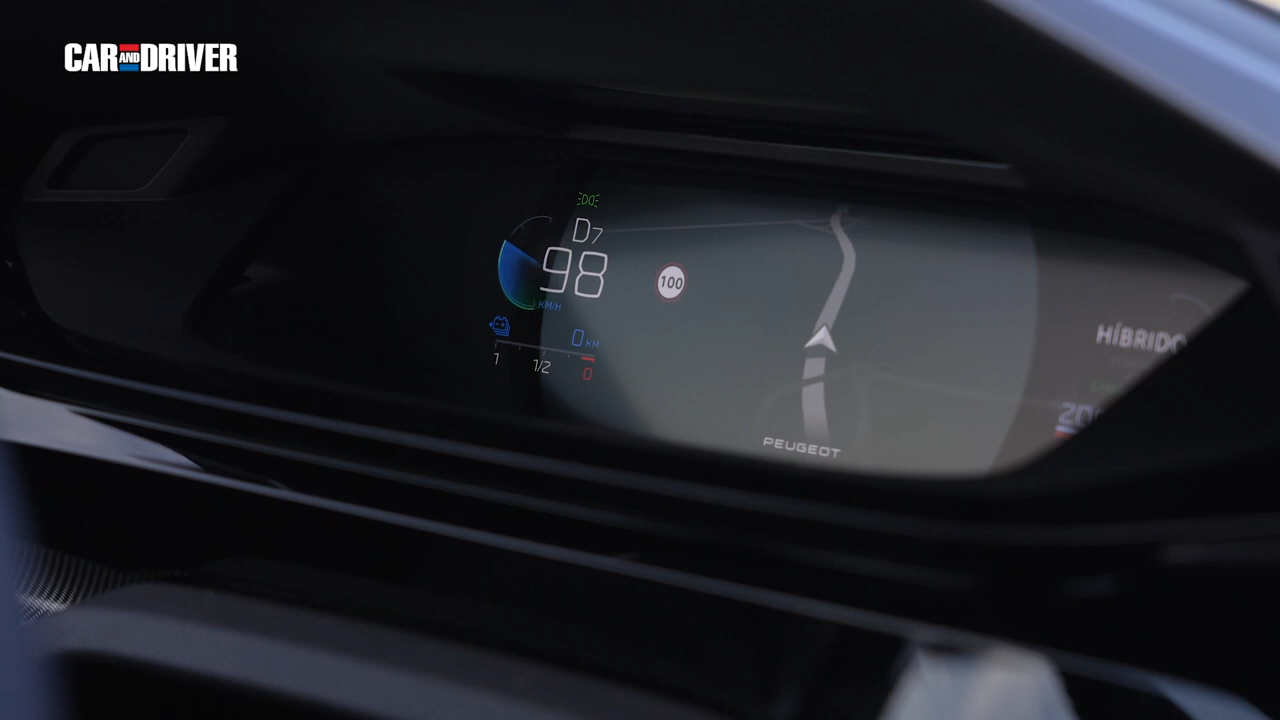 CAR AND DRIVER
D7
98
KM/H
100
0 KM
1 1/2 0
HÍBRIDO
PEUGEOT